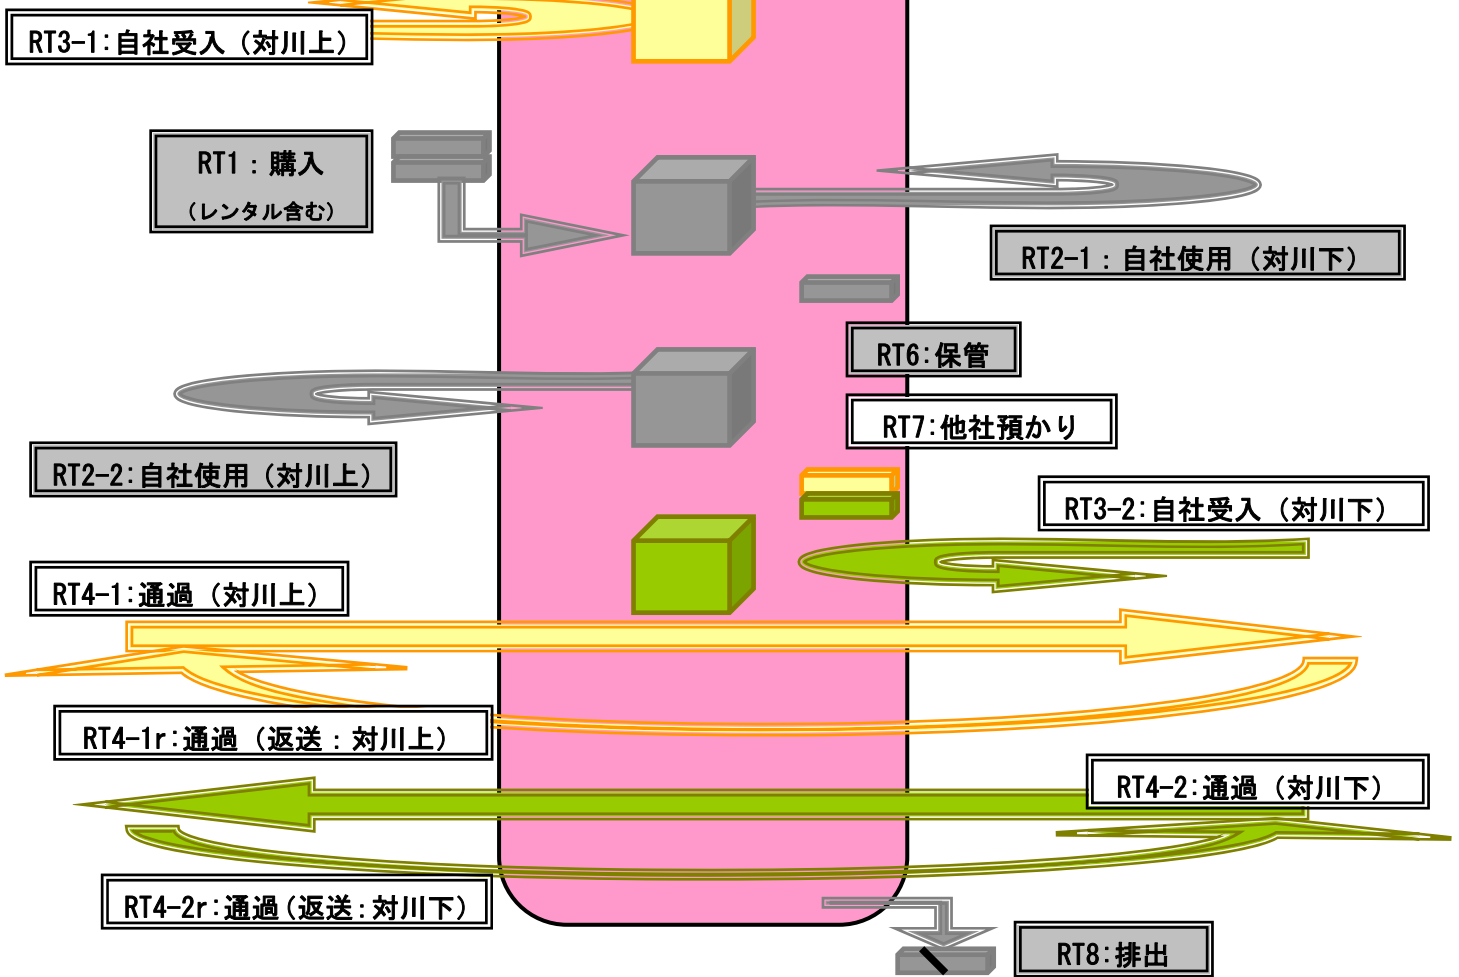 RT3-1:自社受入（対川上）
RT1：購入
（レンタル含む）
RT2-1：自社使用（対川下）
RT6:保管
RT7:他社預かり
RT2-2:自社使用（対川上）
RT3-2:自社受入（対川下）
RT4-1:通過（対川上）
RT4-1r:通過（返送：対川上）
RT4-2:通過（対川下）
RT4-2r:通過(返送:対川下)
RT8:排出